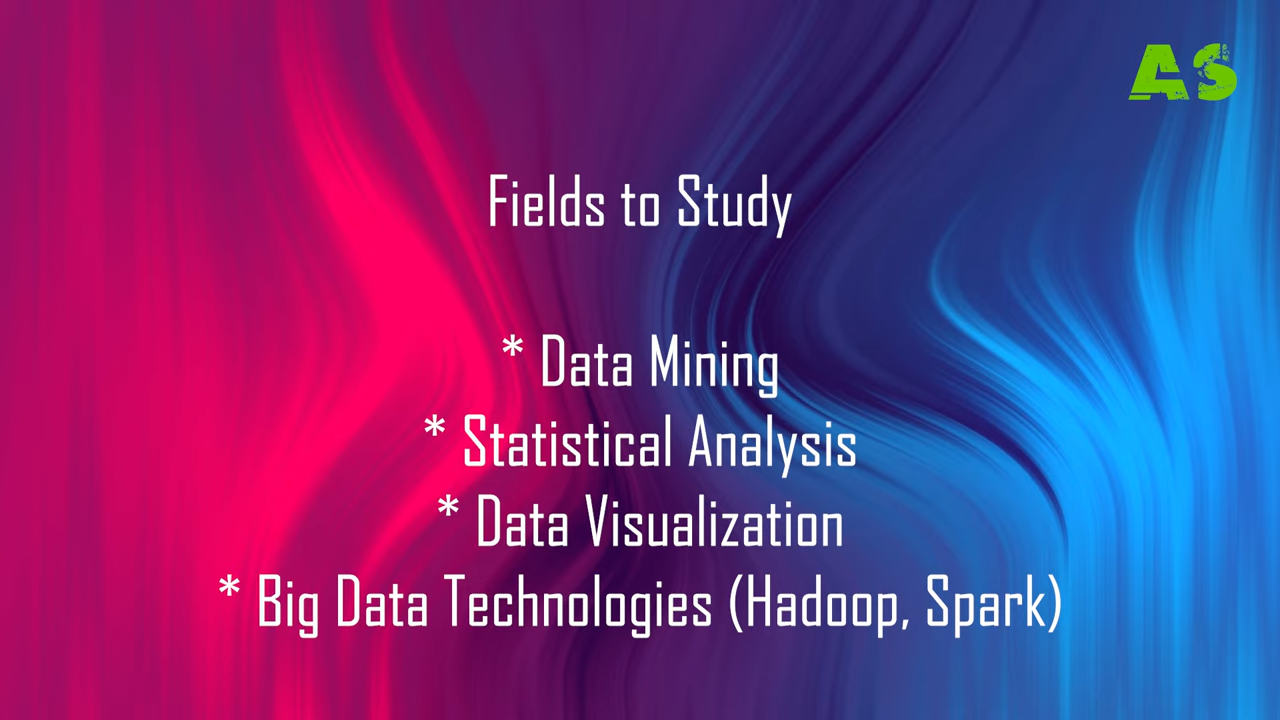 AS
Fields to Study
* Data Mining
* Statistical Analysis
* Data Visualization
* Big Data Technologies (Hadoop, Spark)